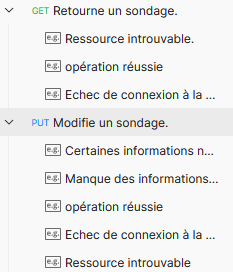 GET Retourne un sondage.
e.g. Ressource introuvable.
e.g. opération réussie
e.g. Echec de connexion à la ...
PUT Modifie un sondage.
e.g. Certaines informations n...
e.g. Manque des informations...
e.g. opération réussie
e.g. Echec de connexion à la ...
e.g. Ressource introuvable